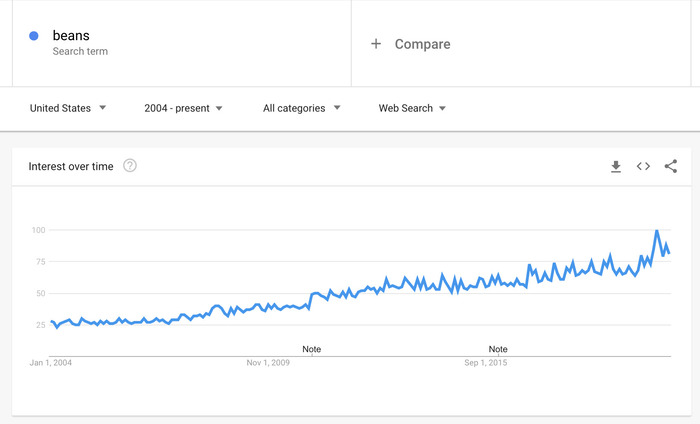 beans
Search term
+ Compare
United States
2004 - present
All categories
Web Search
Interest over time ?
100
75
50
25
Note
Note
Jan 1, 2004
Nov 1, 2009
Sep 1, 2015